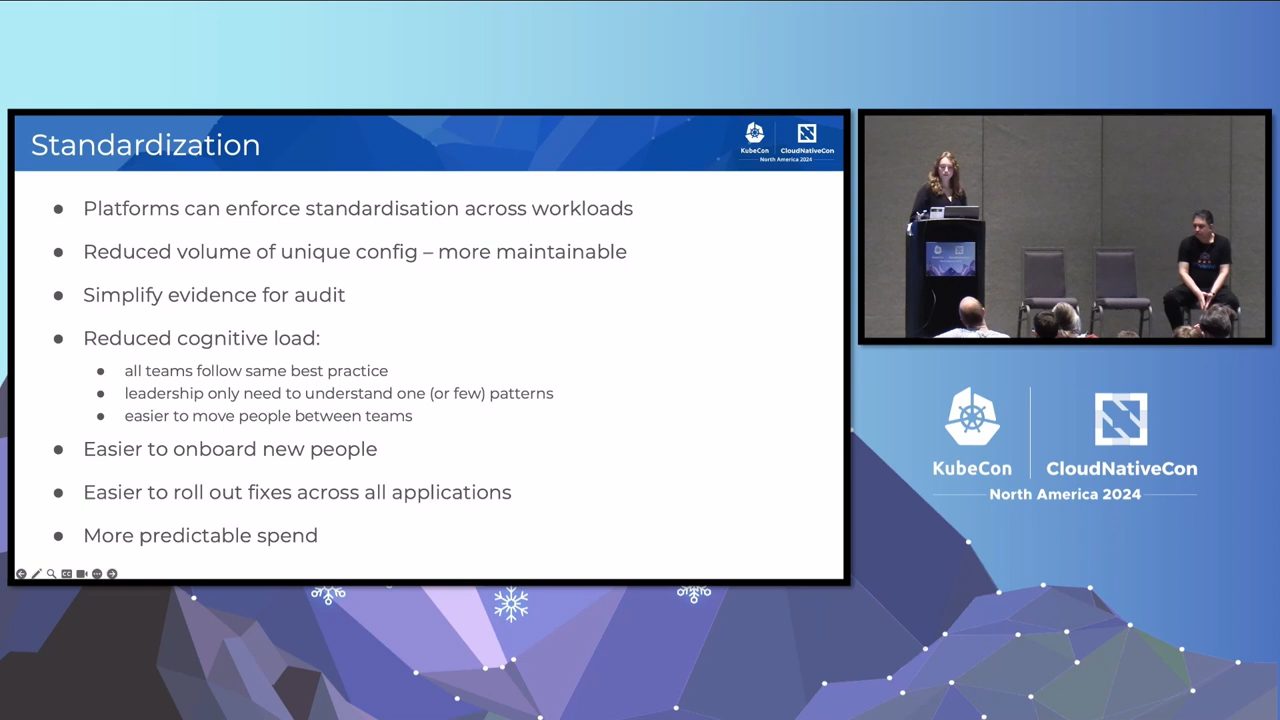 Standardization
KubeCon
CloudNativeCon
North America 2024
Platforms can enforce standardisation across workloads
Reduced volume of unique config – more maintainable
Simplify evidence for audit
Reduced cognitive load:
all teams follow same best practice
leadership only need to understand one (or few) patterns
easier to move people between teams
Easier to onboard new people
Easier to roll out fixes across all applications
More predictable spend
KubeCon
CloudNativeCon
North America 2024